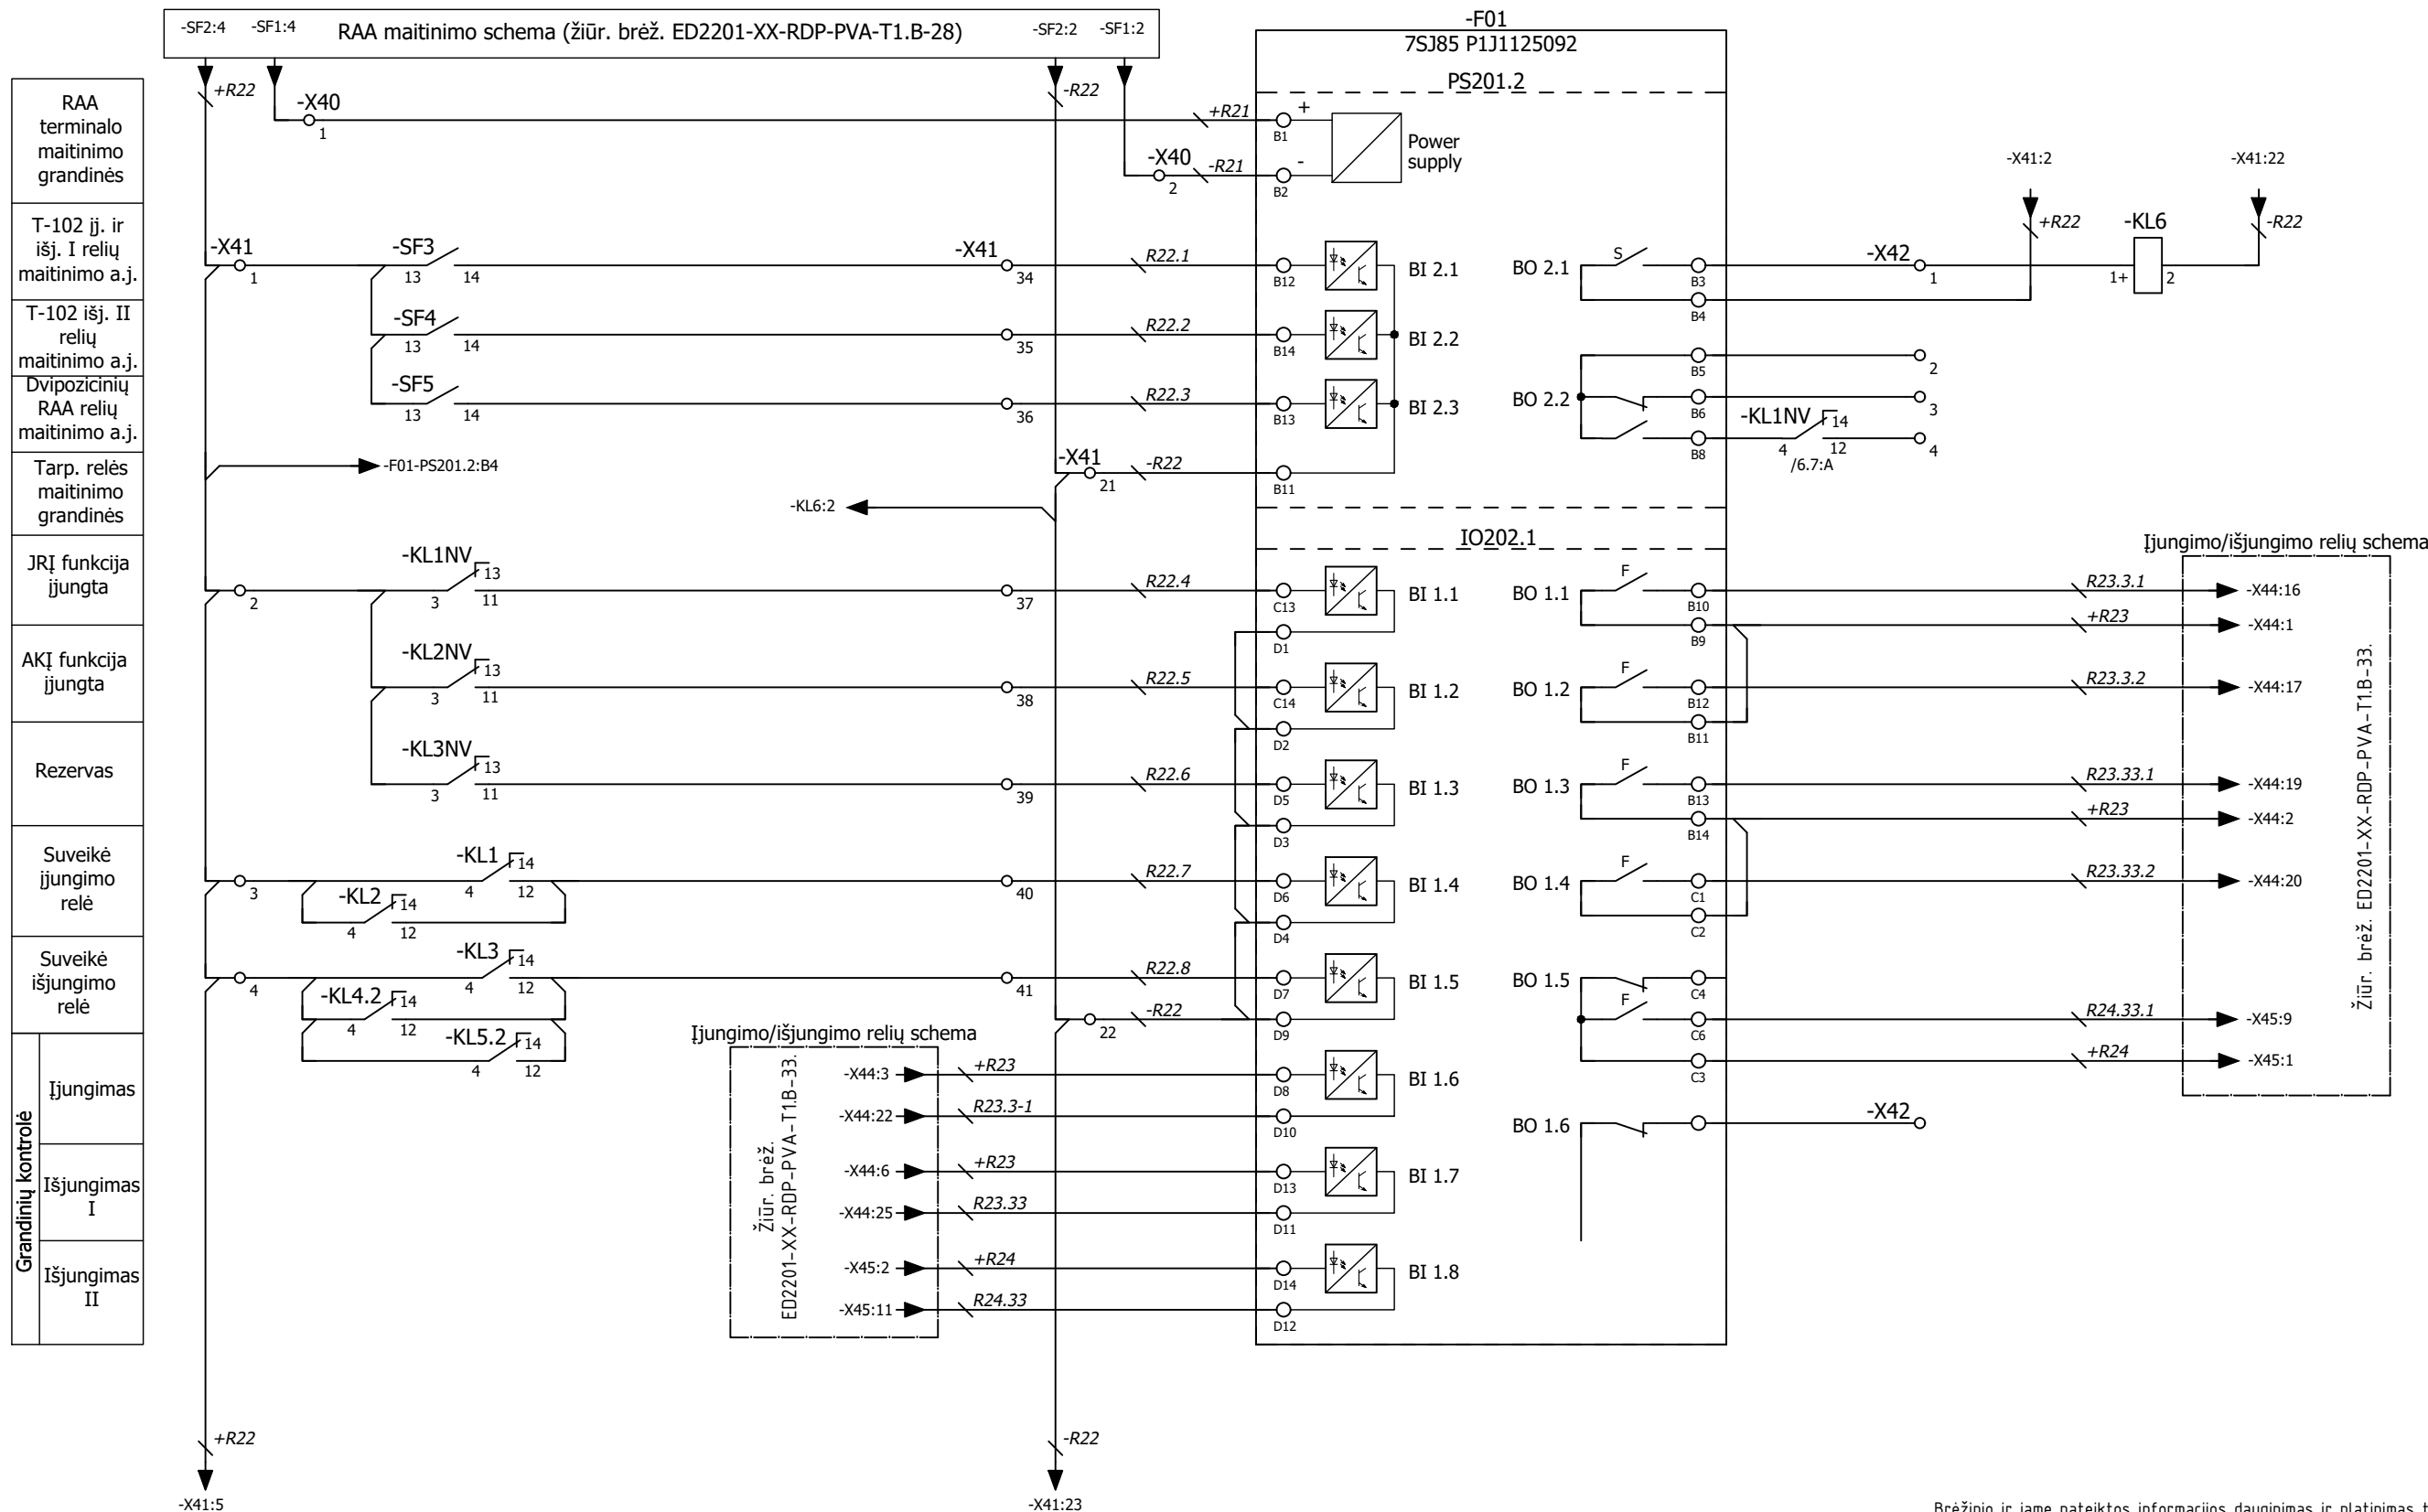 -SF2:4
-SF1:4
RAA maitinimo schema (žiūr. brėž. ED2201-XX-RDP-PVA-T1.B-28)
-SF2:2
-SF1:2
-F01
7SJ85 P1J1125092
PS201.2
RAA
terminalo
maitinimo
grandinės
+R22
-X40
1
-R22
+R21
B1
+
-X40
2
-R21
B2
-
Power
supply
-X41:2
-X41:22
T-102 įj. ir
išj. I relių
maitinimo a.j.
-X41
1
-SF3
13
14
-X41
34
R22.1
B12
BI 2.1
BO 2.1
S
B3
B4
-X42
1
+R22
-KL6
1+
2
-R22
T-102 išj. II
relių
maitinimo a.j.
-SF4
13
14
35
R22.2
B14
BI 2.2
B5
2
Dvipozicinių
RAA relių
maitinimo a.j.
-SF5
13
14
36
R22.3
B13
BI 2.3
BO 2.2
B6
3
-KL1NV
14
4
12
/6.7:A
B8
4
Tarp. relės
maitinimo
grandinės
-F01-PS201.2:B4
-X41
21
-R22
B11
-KL6:2
IO202.1
Įjungimo/išjungimo relių schema
JRĮ funkcija
įjungta
2
-KL1NV
13
3
11
37
R22.4
C13
D1
BI 1.1
BO 1.1
F
B10
B9
R23.3.1
-X44:16
+R23
-X44:1
AKĮ funkcija
įjungta
-KL2NV
13
3
11
38
R22.5
C14
D2
BI 1.2
BO 1.2
F
B12
B11
R23.3.2
-X44:17
Rezervas
-KL3NV
13
3
11
39
R22.6
D5
D3
BI 1.3
BO 1.3
F
B13
B14
R23.33.1
-X44:19
+R23
-X44:2
Žiūr. brėž. ED2201-XX-RDP-PVA-T1.B-33.
Suveikė
įjungimo
relė
3
-KL1
14
4
12
-KL2
14
4
12
40
R22.7
D6
D4
BI 1.4
BO 1.4
F
C1
C2
R23.33.2
-X44:20
Suveikė
išjungimo
relė
4
-KL3
14
4
12
-KL4.2
14
4
12
-KL5.2
14
4
12
41
R22.8
D7
22
-R22
D9
BI 1.5
BO 1.5
C4
F
C6
C3
R24.33.1
-X45:9
+R24
-X45:1
Grandinių kontrolė
Įjungimas
Išjungimas
I
Išjungimas
II
Įjungimo/išjungimo relių schema
Žiūr. brėž.
ED2201-XX-RDP-PVA-T1.B-33.
-X44:3
+R23
D8
BI 1.6
-X44:22
R23.3-1
D10
BO 1.6
-X42
-X44:6
+R23
D13
BI 1.7
-X44:25
R23.33
D11
-X45:2
+R24
D14
BI 1.8
-X45:11
R24.33
D12
+R22
-X41:5
-R22
-X41:23
Brėžinio ir jame pateiktos informacijos dauginimas ir platinimas